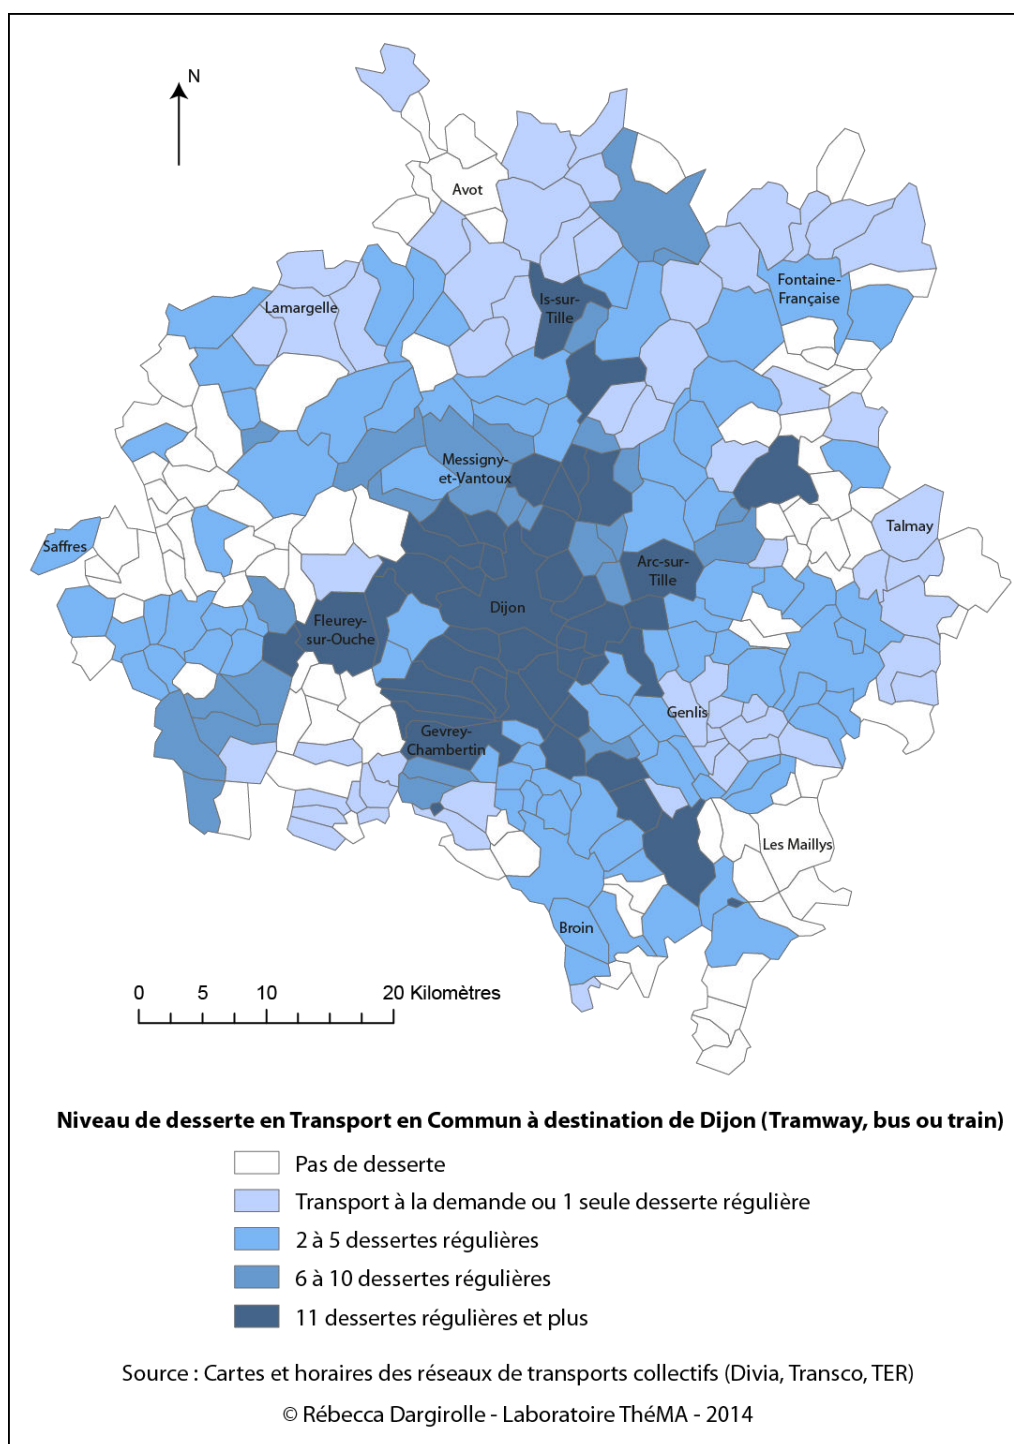 N
Avot
Fontaine-
Française
Is-sur-
Tille
Lamargelle
Messigny-
et-Vantoux
Talmay
Saffres
Arc-sur-
Tille
Dijon
Fleurey-
sur-Ouche
Genlis
Gevrey-
Chambertin
Les Maillys
Broin
0 5 10 20 Kilomètres
Niveau de desserte en Transport en Commun à destination de Dijon (Tramway, bus ou train)
Pas de desserte
Transport à la demande ou 1 seule desserte régulière
2 à 5 dessertes régulières
6 à 10 dessertes régulières
11 dessertes régulières et plus
Source : Cartes et horaires des réseaux de transports collectifs (Divia, Transco, TER)
© Rébecca Dargirolle - Laboratoire ThéMA - 2014